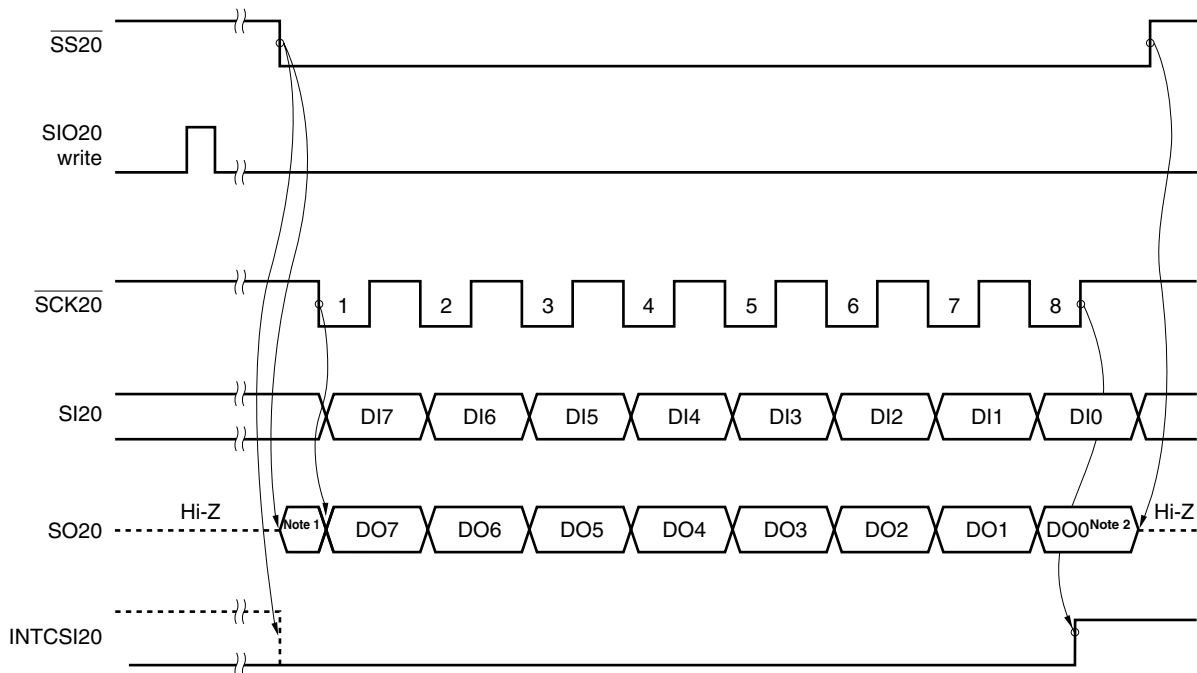 SS20
SIO20
write
SCK20
1 2 3 4 5 6 7 8
SI20
DI7 DI6 DI5 DI4 DI3 DI2 DI1 DI0
Hi-Z
SO20
Note 1 DO7 DO6 DO5 DO4 DO3 DO2 DO1 DO0 Note 2
Hi-Z
INTCSI20